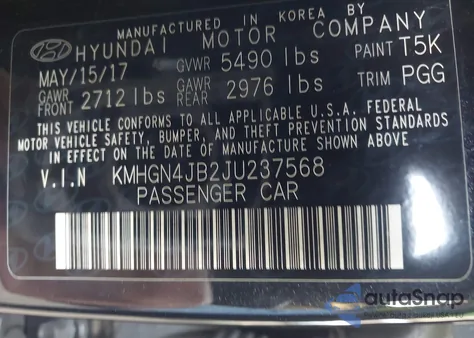 MANUFACTURED IN KOREA BY
HYUNDAI MOTOR COMPANY
MAY/15/17 GVWR 5490 lbs PAINT T5K
GAWR FRONT 2712 lbs GAWR REAR 2976 lbs TRIM PGG
THIS VEHICLE CONFORMS TO ALL APPLICABLE U.S.A. FEDERAL
MOTOR VEHICLE SAFETY, BUMPER, AND THEFT PREVENTION STANDARDS
IN EFFECT ON THE DATE OF MANUFACTURE SHOWN ABOVE.
V.I.N KMHGN4JB2JU237568
PASSENGER CAR
autoSnap